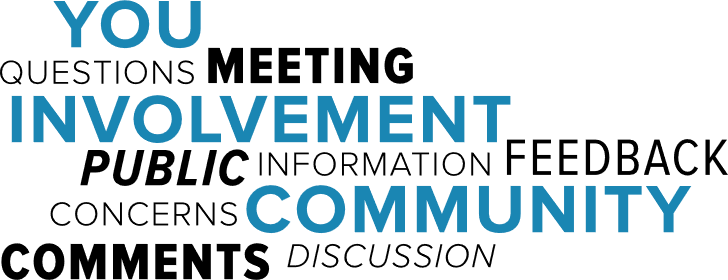 YOU
QUESTIONS MEETING
INVOLVEMENT
PUBLIC INFORMATION FEEDBACK
CONCERNS COMMUNITY
COMMENTS DISCUSSION